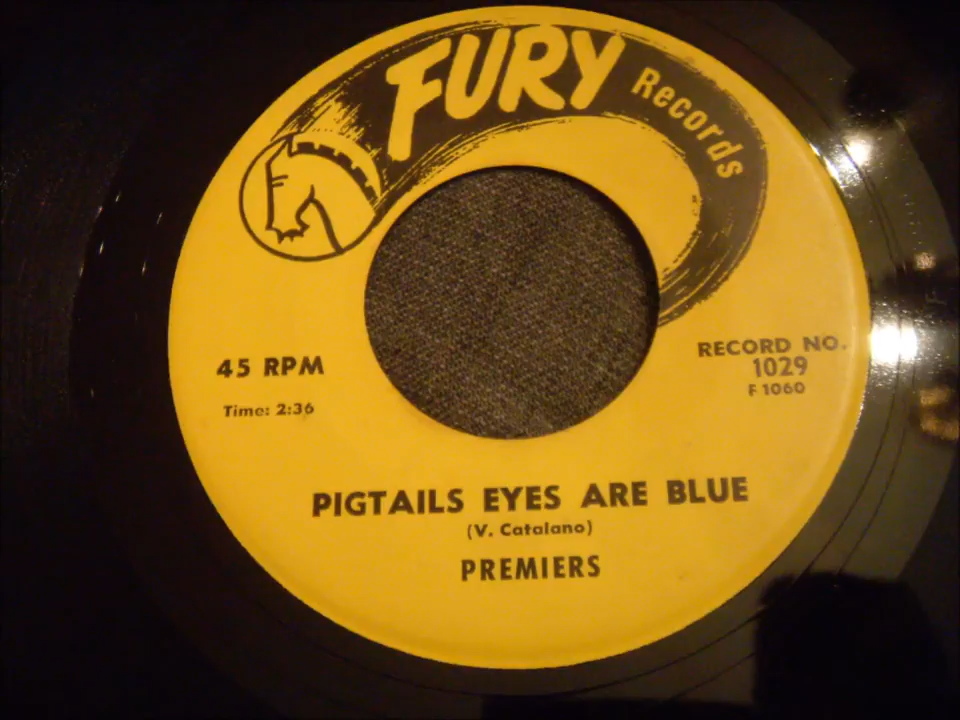 FURY Records
45 RPM
Time: 2:36
RECORD NO.
1029
F 1060
PIGTAILS EYES ARE BLUE
(V. Catalano)
PREMIERS